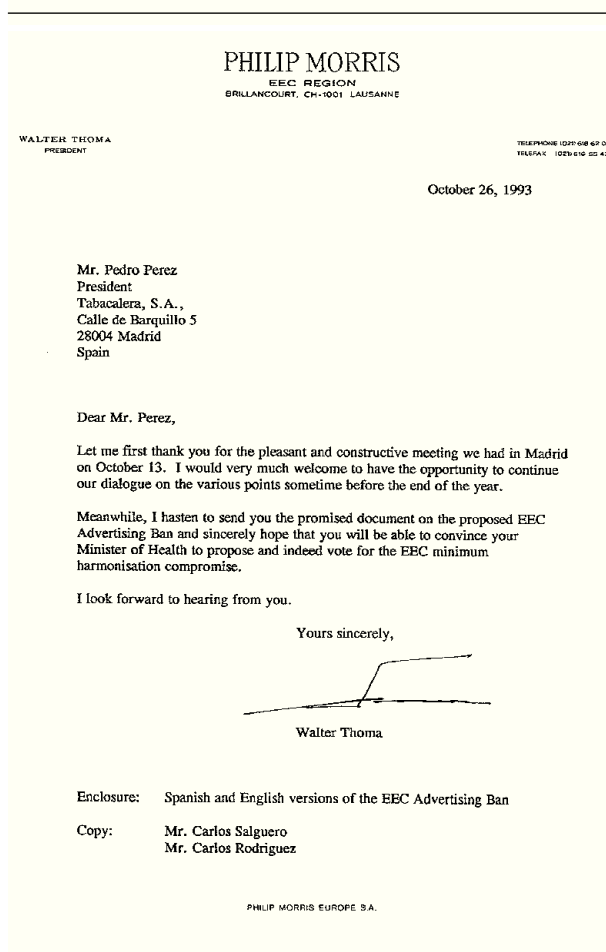 PHILIP MORRIS
EEC REGION
BRILLANCOURT, CH-1001 LAUSANNE
WALTER THOMA
PRESIDENT
TELEPHONE (021) 618
TELEFAX (021)
October 26, 1993
Mr. Pedro Perez
President
Tabacalera, S.A.,
Calle de Barquillo 5
28004 Madrid
Spain
Dear Mr. Perez,
Let me first thank you for the pleasant and constructive meeting we had in Madrid
on October 13. I would very much welcome to have the opportunity to continue
our dialogue on the various points sometime before the end of the year.
Meanwhile, I hasten to send you the promised document on the proposed EEC
Advertising Ban and sincerely hope that you will be able to convince your
Minister of Health to propose and indeed vote for the EEC minimum
harmonisation compromise.
I look forward to hearing from you.
Yours sincerely,
Walter Thoma
Enclosure: Spanish and English versions of the EEC Advertising Ban
Copy: Mr. Carlos Salguero
Mr. Carlos Rodriguez
PHILIP MORRIS EUROPE S.A.